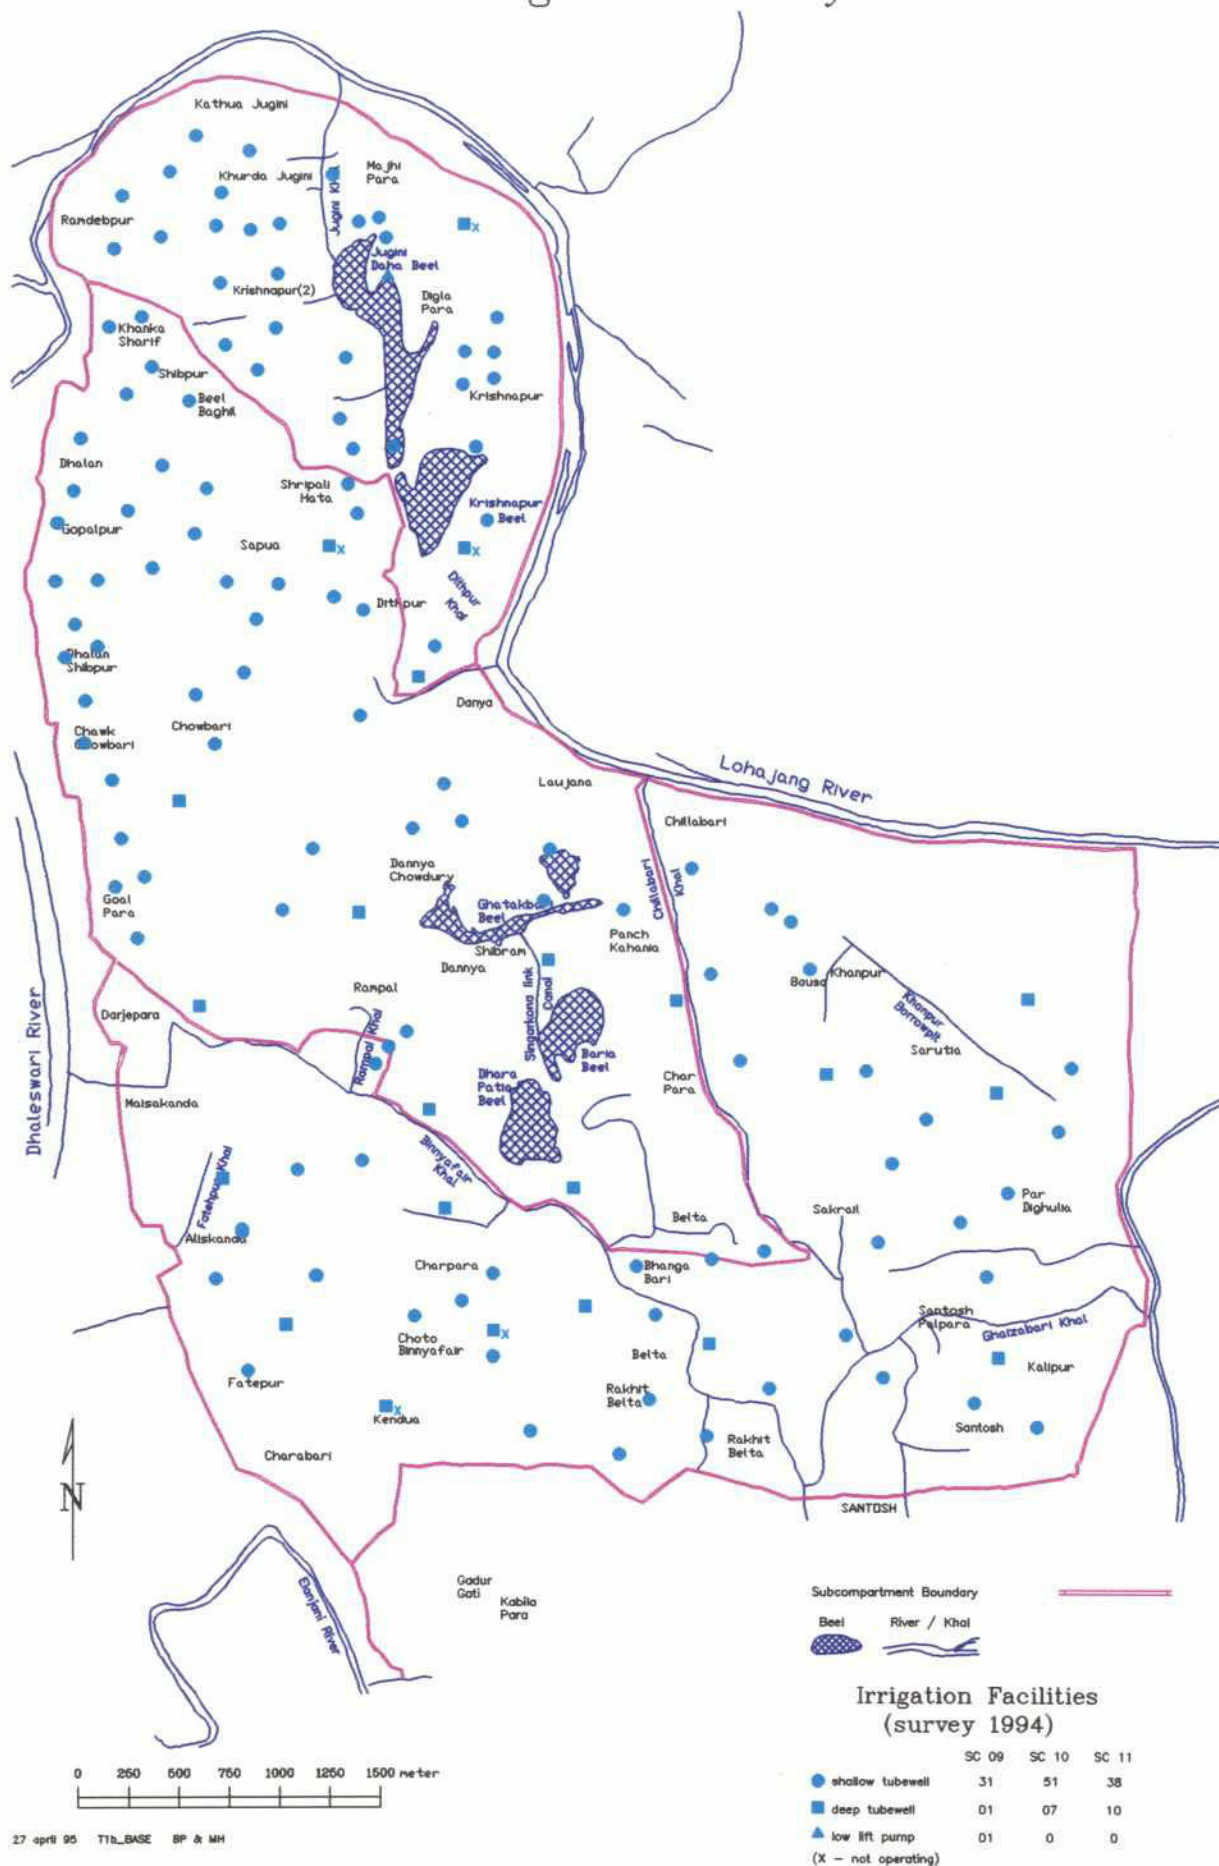 Kathua Jugini
Majhi
Para
Khurda Jugini
Jugini Khal
Ramdebpur
Jugini
Daha Beel
Krishnapur(2)
Digla
Para
Khanka
Sharif
Shibpur
Beel
Baghil
Krishnapur
Dhalan
Shripali
Hata
Krishnapur
Beel
Gopalpur
Sapua
x
x
x
Dithpur
Khal
Dithpur
Dhalan
Shibpur
Danya
Chawk
Chowbari
Chowbari
Lohajang River
Laujana
Chillabari
Dannya
Chowdury
Chillabari
Khal
Goal
Para
Ghatakbari
Beel
Panch
Kahania
Shibram
Dannya
Bausa
Khanpur
Rampal
Singarkona link
Canal
Khanpur
Borrowpit
Sarutia
Darjepara
Rampal Khal
Baria
Beel
Dhara
Patia
Beel
Char
Para
Dhaleswari River
Maisakanda
Binnyafair
Khal
Fatehpur Khal
Par
Dighulia
Sakrail
Belta
Aliskanda
Charpara
Bhanga
Bari
Santosh
Palpara
Ghaizabari Khal
Choto
Binnyafair
x
Belta
Kalipur
Fatepur
Rakhit
Belta
Kendua
x
Santosh
Rakhit
Belta
Charabari
N
SANTOSH
Elanjani River
Gadur
Gati
Kabila
Para
Subcompartment Boundary
Beel River / Khal
Irrigation Facilities
(survey 1994)
SC 09 SC 10 SC 11
shallow tubewell 31 51 38
deep tubewell 01 07 10
low lift pump 01 0 0
(x - not operating)
0 250 500 750 1000 1250 1500 meter
27 april 95 T1b_BASE BP & MH